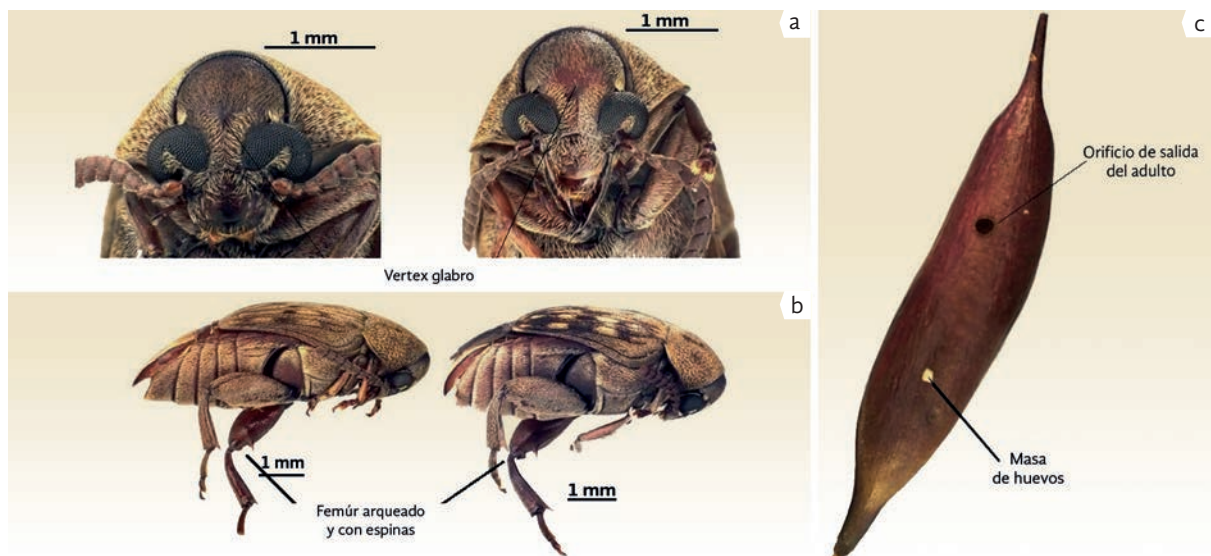 1 mm
1 mm
a
Vertex glabro
b
1 mm
1 mm
Femúr arqueado
y con espinas
c
Orificio de salida
del adulto
Masa
de huevos